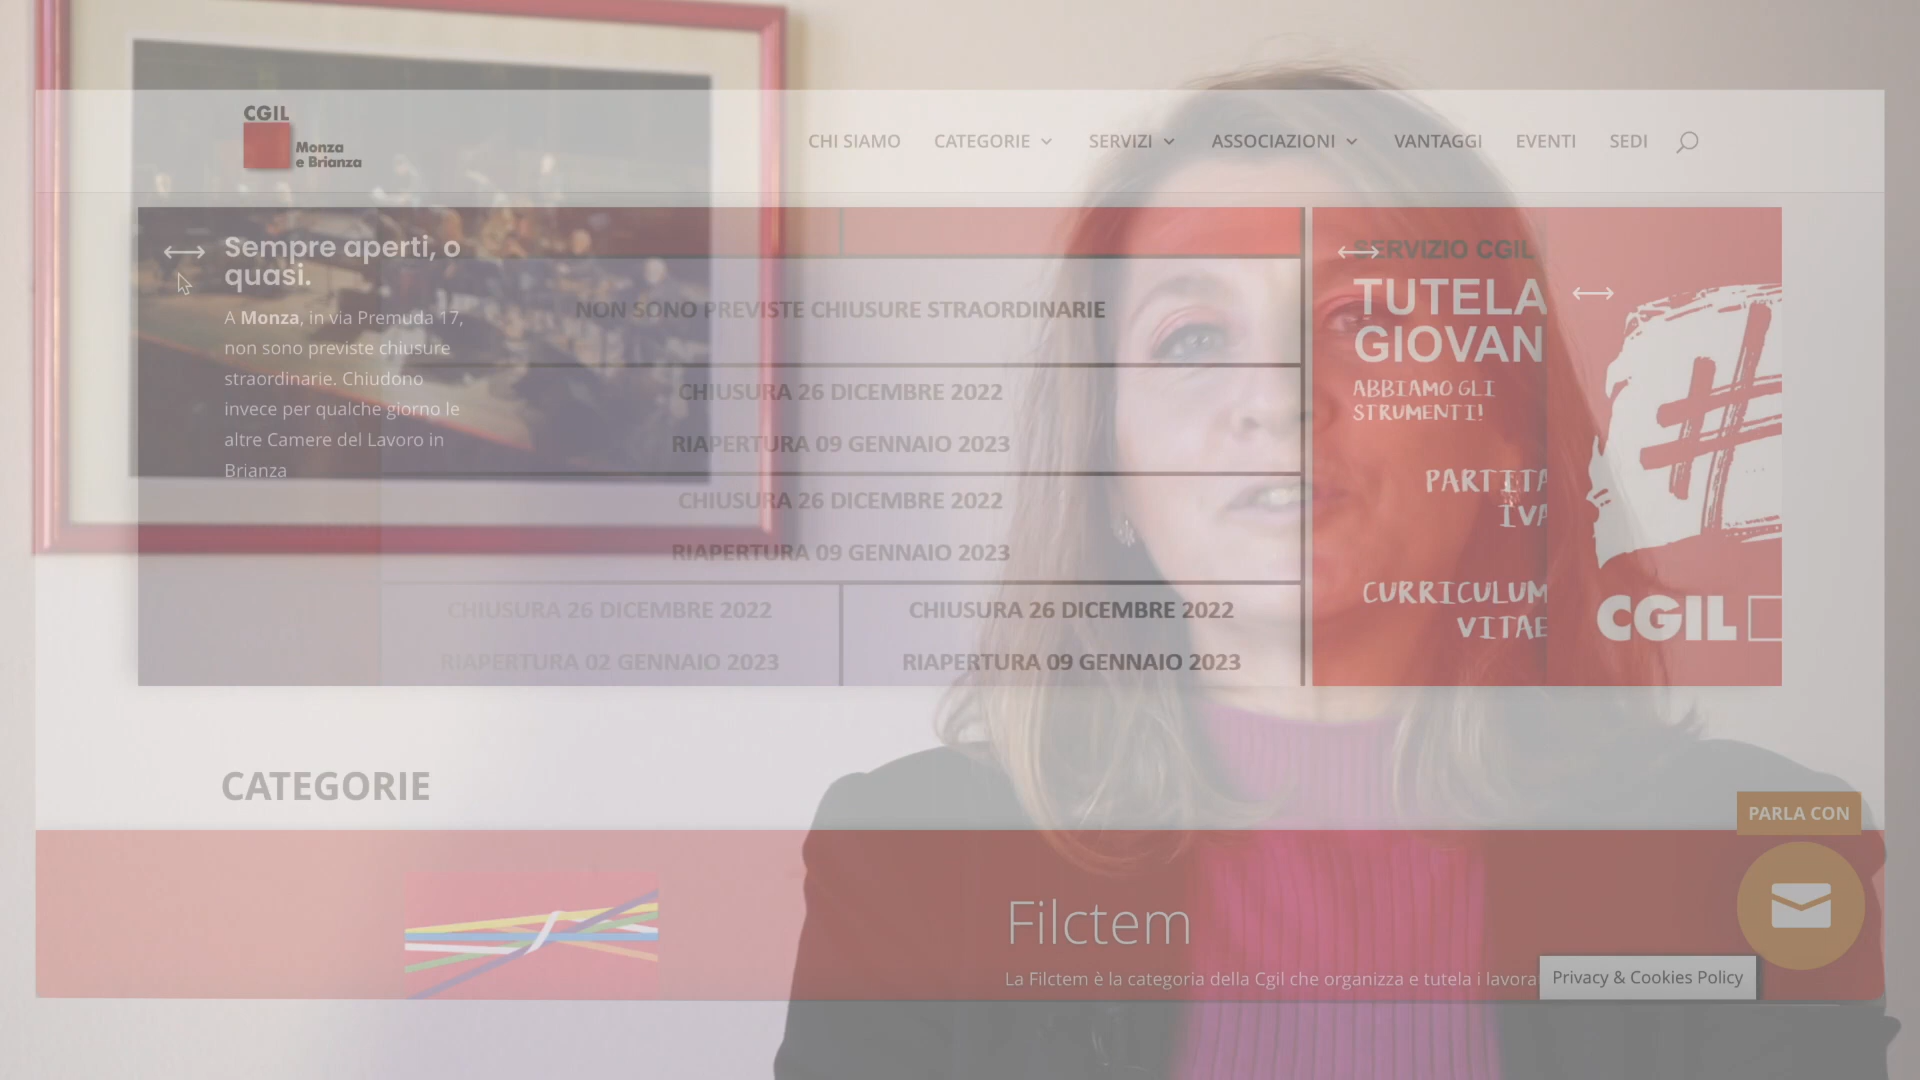 CGIL
Monza
e Brianza
CHI SIAMO CATEGORIE SERVIZI ASSOCIAZIONI VANTAGGI EVENTI SEDI
Sempre aperti, o
quasi.
A Monza, in via Premuda 17,
non sono previste chiusure
straordinarie. Chiudono
invece per qualche giorno le
altre Camere del Lavoro in
Brianza
NON SONO PREVISTE CHIUSURE STRAORDINARIE
CHIUSURA 26 DICEMBRE 2022
RIAPERTURA 09 GENNAIO 2023
CHIUSURA 26 DICEMBRE 2022
RIAPERTURA 09 GENNAIO 2023
CHIUSURA 26 DICEMBRE 2022
RIAPERTURA 02 GENNAIO 2023
CHIUSURA 26 DICEMBRE 2022
RIAPERTURA 09 GENNAIO 2023
SERVIZIO CGIL
TUTELA
GIOVAN
ABBIAMO GLI
STRUMENTI!
PARTITA
IVA
CURRICULUM
VITAE
#
CGIL
CATEGORIE
PARLA CON
Filctem
La Filctem è la categoria della Cgil che organizza e tutela i lavora
Privacy & Cookies Policy